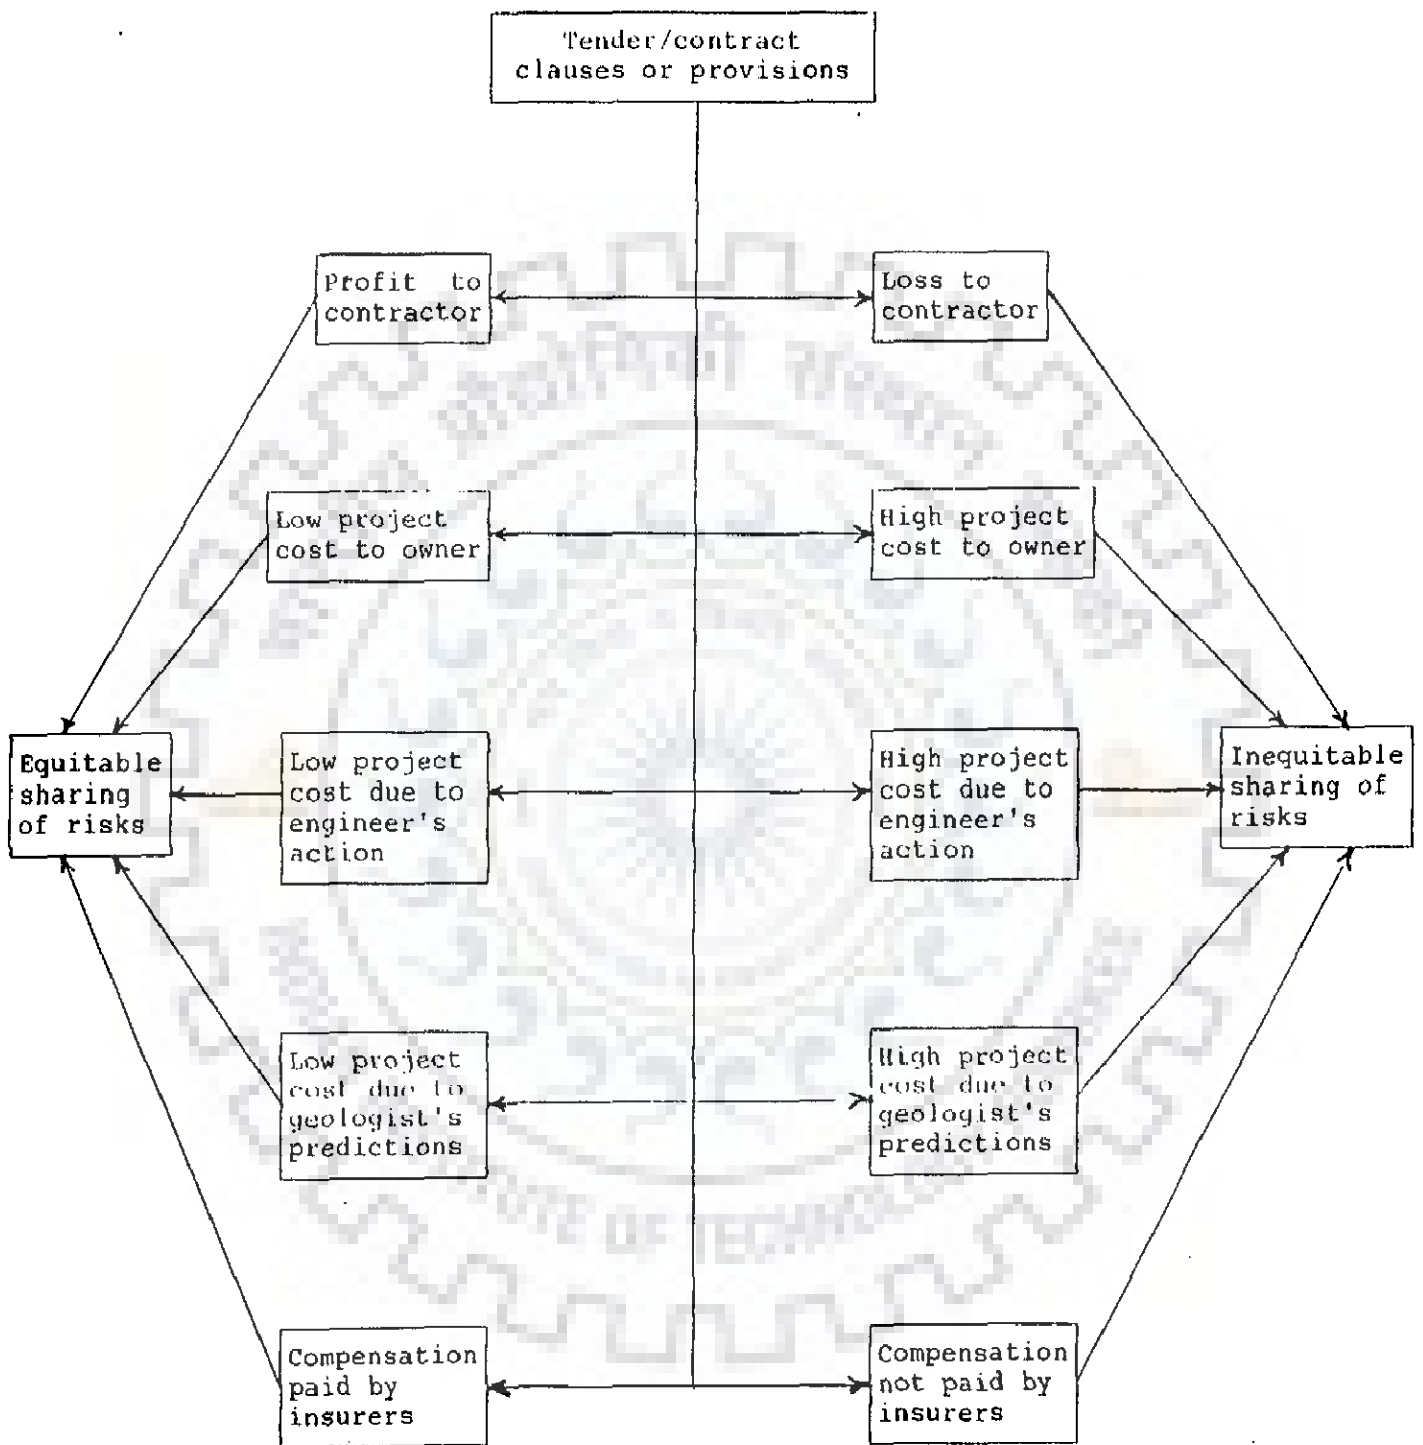 Tender/contract
clauses or provisions
Profit to
contractor
Loss to
contractor
Low project
cost to owner
High project
cost to owner
Equitable
sharing
of risks
Low project
cost due to
engineer's
action
High project
cost due to
engineer's
action
Inequitable
sharing of
risks
Low project
cost due to
geologist's
predictions
High project
cost due to
geologist's
predictions
Compensation
paid by
insurers
Compensation
not paid by
insurers
OF TECHNOLOGY